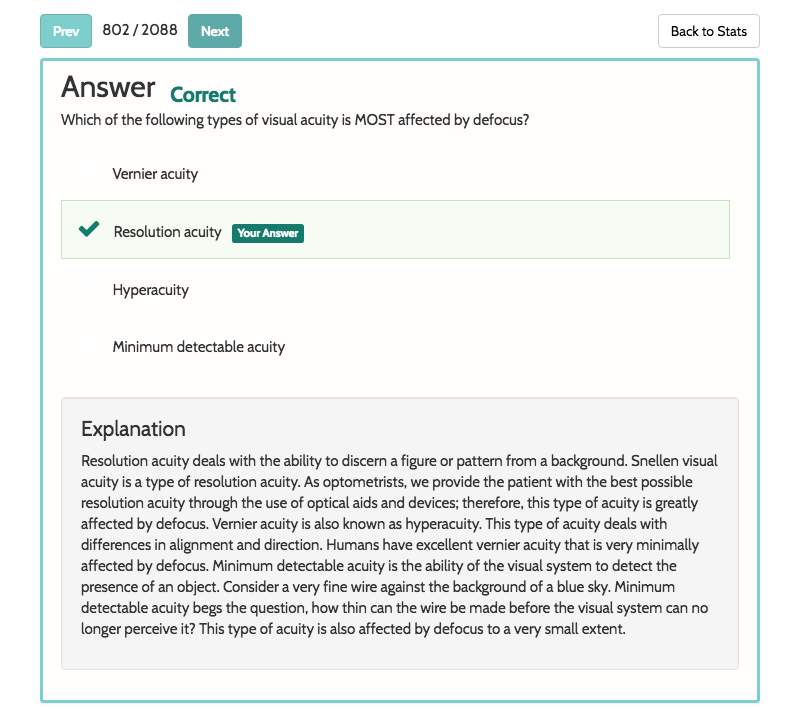 Prev 802 / 2088 Next Back to Stats
Answer Correct
Which of the following types of visual acuity is MOST affected by defocus?
Vernier acuity
Resolution acuity Your Answer
Hyperacuity
Minimum detectable acuity
Explanation
Resolution acuity deals with the ability to discern a figure or pattern from a background. Snellen visual
acuity is a type of resolution acuity. As optometrists, we provide the patient with the best possible
resolution acuity through the use of optical aids and devices; therefore, this type of acuity is greatly
affected by defocus. Vernier acuity is also known as hyperacuity. This type of acuity deals with
differences in alignment and direction. Humans have excellent vernier acuity that is very minimally
affected by defocus. Minimum detectable acuity is the ability of the visual system to detect the
presence of an object. Consider a very fine wire against the background of a blue sky. Minimum
detectable acuity begs the question, how thin can the wire be made before the visual system can no
longer perceive it? This type of acuity is also affected by defocus to a very small extent.